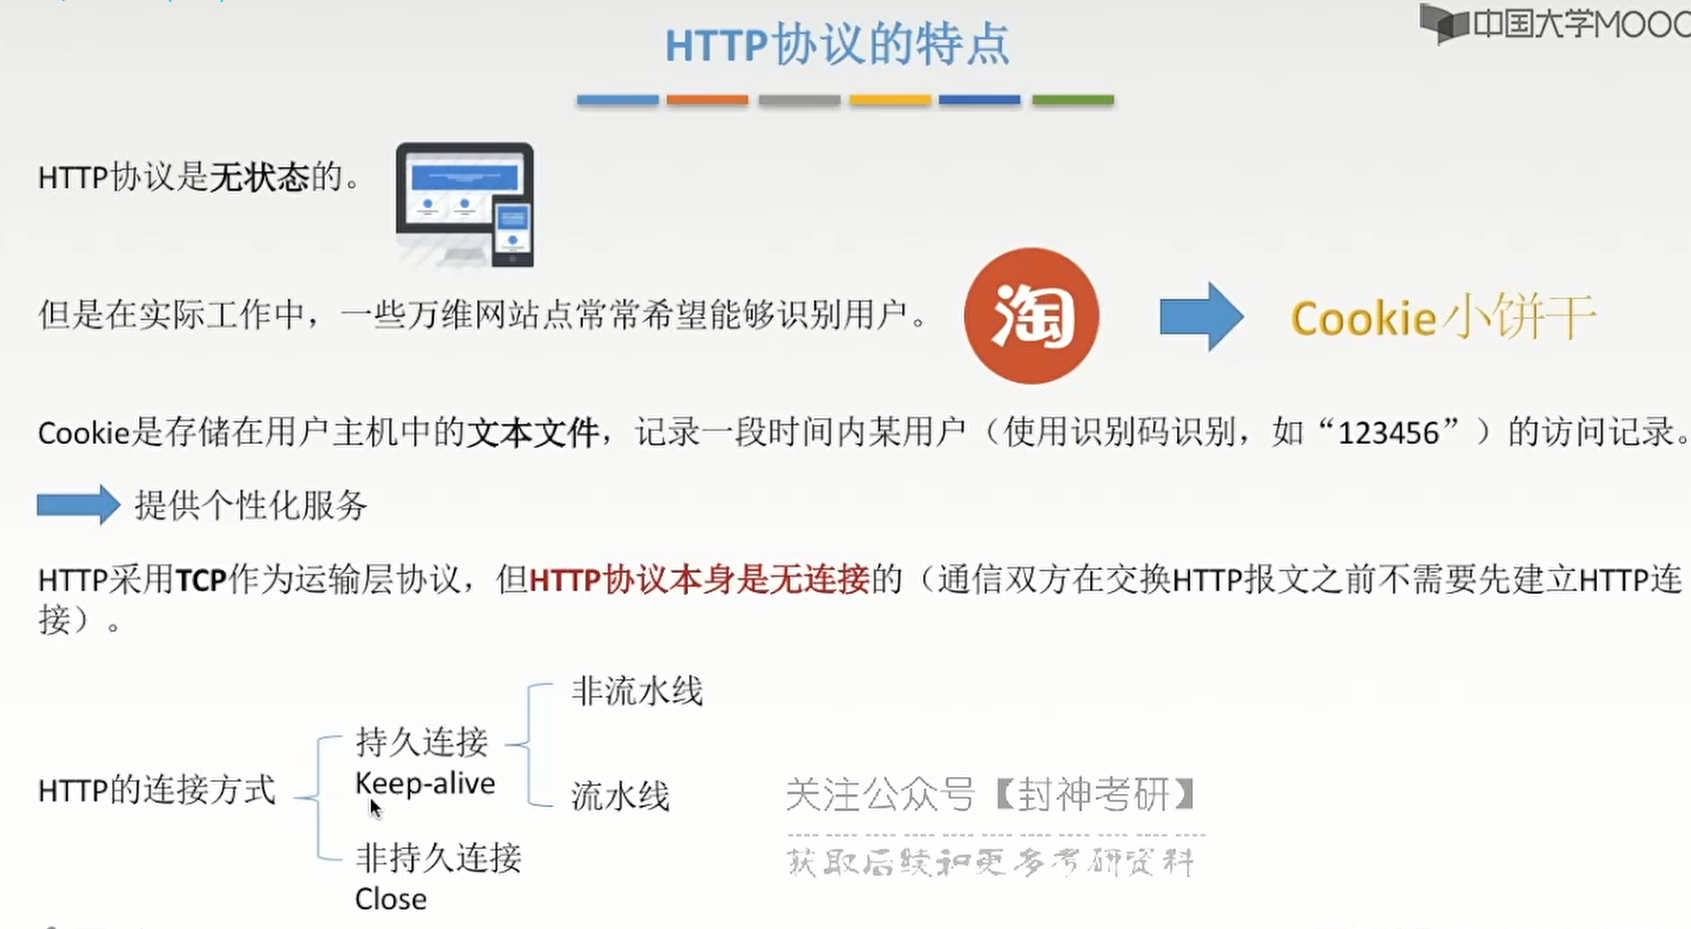 中国大学MOOC
HTTP协议的特点
HTTP协议是无状态的。
但是在实际工作中，一些万维网站点常常希望能够识别用户。
淘
Cookie小饼干
Cookie是存储在用户主机中的文本文件，记录一段时间内某用户（使用识别码识别，如“123456”）的访问记录。
提供个性化服务
HTTP采用TCP作为运输层协议，但HTTP协议本身是无连接的（通信双方在交换HTTP报文之前不需要先建立HTTP连
接）。
非流水线
持久连接
Keep-alive
HTTP的连接方式
流水线
非持久连接
Close
关注公众号【封神考研】
获取后续和更多考研资料